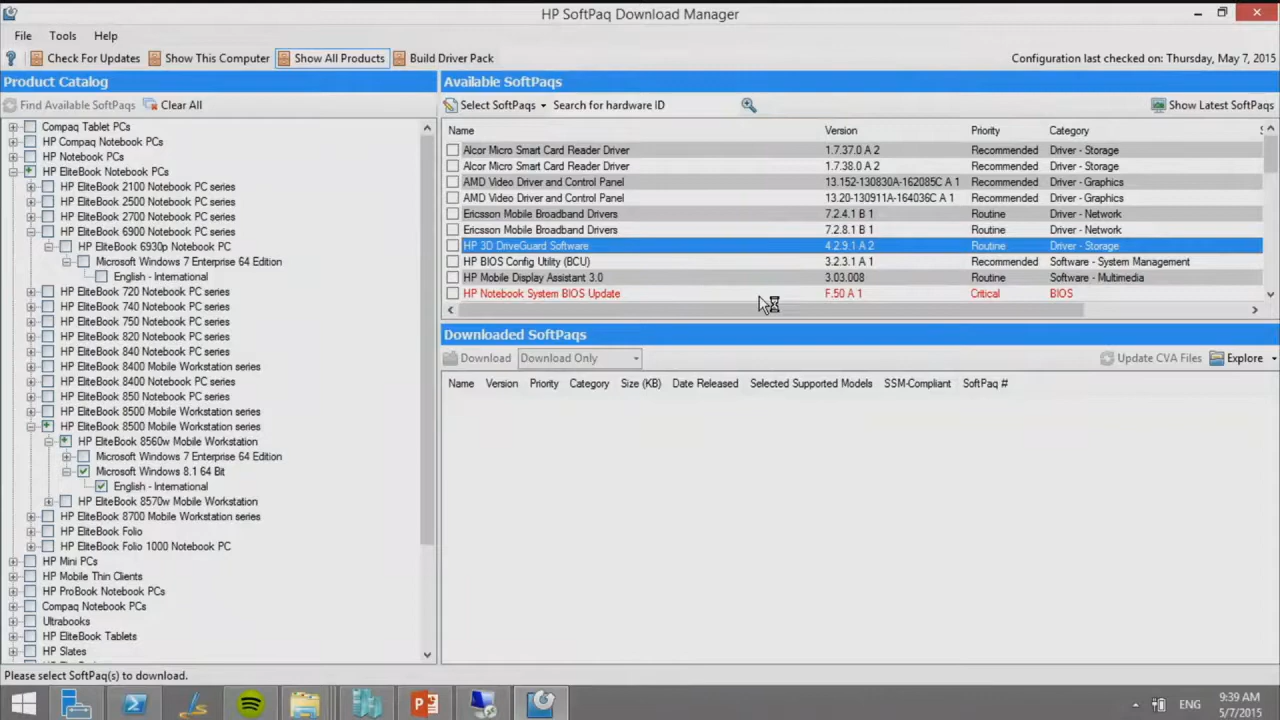 HP SoftPaq Download Manager
File Tools Help
Check For Updates Show This Computer Show All Products Build Driver Pack Configuration last checked on: Thursday, May 7, 2015
Product Catalog
Find Available SoftPaqs Clear All
Compaq Tablet PCs
HP Compaq Notebook PCs
HP Notebook PCs
HP EliteBook Notebook PCs
HP EliteBook 2100 Notebook PC series
HP EliteBook 2500 Notebook PC series
HP EliteBook 2700 Notebook PC series
HP EliteBook 6900 Notebook PC series
HP EliteBook 6930p Notebook PC
Microsoft Windows 7 Enterprise 64 Edition
English - International
HP EliteBook 720 Notebook PC series
HP EliteBook 740 Notebook PC series
HP EliteBook 750 Notebook PC series
HP EliteBook 820 Notebook PC series
HP EliteBook 840 Notebook PC series
HP EliteBook 8400 Mobile Workstation series
HP EliteBook 8400 Notebook PC series
HP EliteBook 850 Notebook PC series
HP EliteBook 8500 Mobile Workstation series
HP EliteBook 8500 Mobile Workstation series
HP EliteBook 8560w Mobile Workstation
Microsoft Windows 7 Enterprise 64 Edition
Microsoft Windows 8.1 64 Bit
English - International
HP EliteBook 8570w Mobile Workstation
HP EliteBook 8700 Mobile Workstation series
HP EliteBook Folio
HP EliteBook Folio 1000 Notebook PC
HP Mini PCs
HP Mobile Thin Clients
HP ProBook Notebook PCs
Compaq Notebook PCs
Ultrabooks
HP EliteBook Tablets
HP Slates
Available SoftPaqs
Select SoftPaqs Search for hardware ID Show Latest SoftPaqs
Name Version Priority Category
Alcor Micro Smart Card Reader Driver 1.7.37.0 A 2 Recommended Driver - Storage
Alcor Micro Smart Card Reader Driver 1.7.38.0 A 2 Recommended Driver - Storage
AMD Video Driver and Control Panel 13.152-130830A-162085C A 1 Recommended Driver - Graphics
AMD Video Driver and Control Panel 13.20-130911A-164036C A 1 Recommended Driver - Graphics
Ericsson Mobile Broadband Drivers 7.2.4.1 B 1 Routine Driver - Network
Ericsson Mobile Broadband Drivers 7.2.8.1 B 1 Routine Driver - Network
HP 3D DriveGuard Software 4.2.9.1 A 2 Routine Driver - Storage
HP BIOS Config Utility (BCU) 3.2.3.1 A 1 Recommended Software - System Management
HP Mobile Display Assistant 3.0 3.03.008 Routine Software - Multimedia
HP Notebook System BIOS Update F.50 A 1 Critical BIOS
Downloaded SoftPaqs
Download Download Only Update CVA Files Explore
Name Version Priority Category Size (KB) Date Released Selected Supported Models SSM-Compliant SoftPaq #
Please select SoftPaq(s) to download.
ENG
9:39 AM
5/7/2015